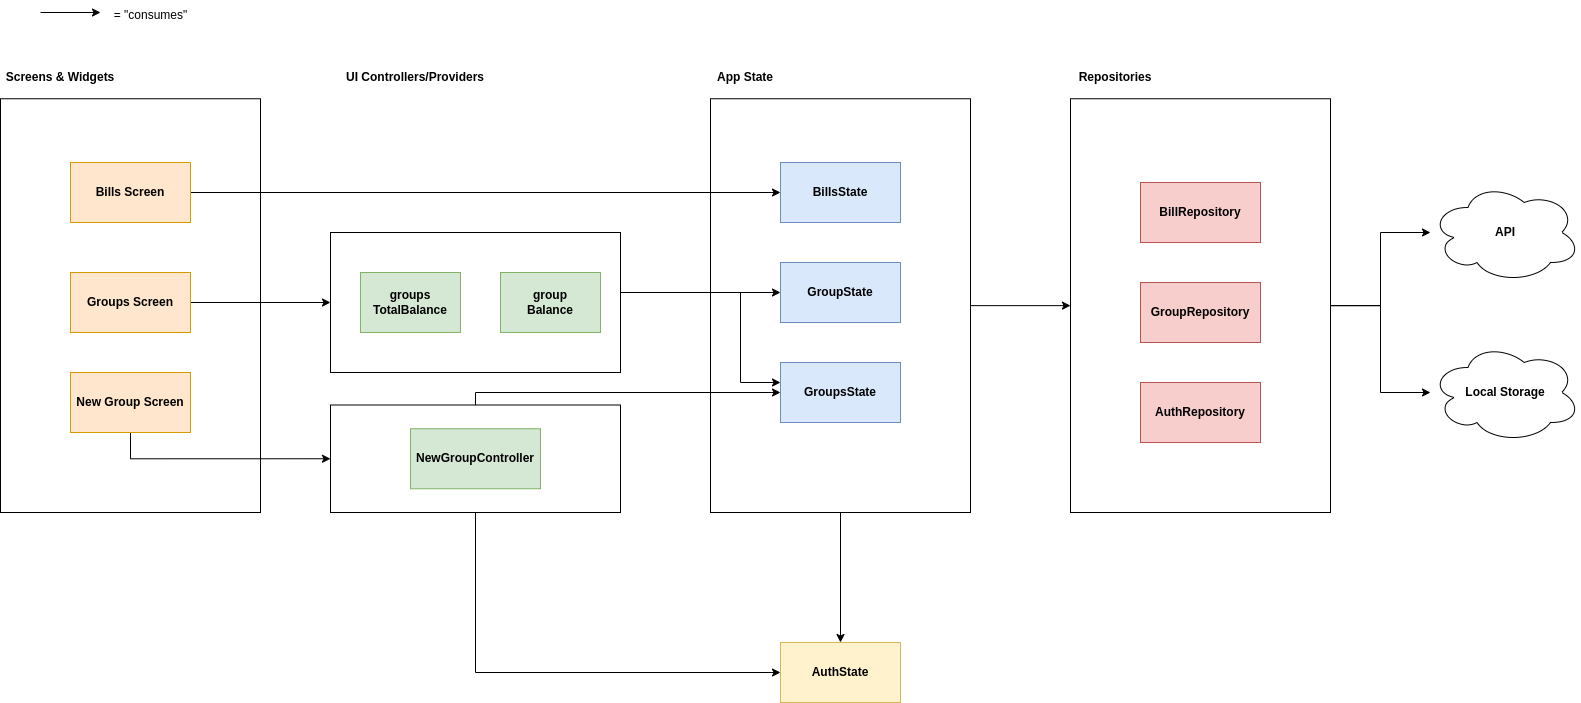 = "consumes"
Screens & Widgets
UI Controllers/Providers
App State
Repositories
Bills Screen
BillsState
BillRepository
API
Groups Screen
groups
TotalBalance
group
Balance
GroupState
GroupRepository
New Group Screen
GroupsState
AuthRepository
Local Storage
NewGroupController
AuthState